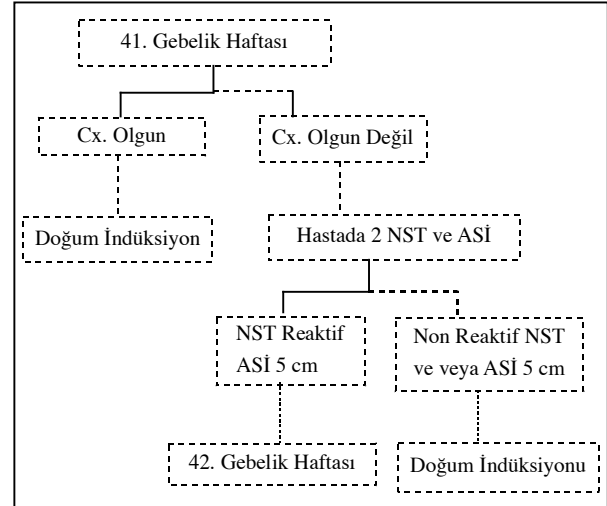 41. Gebelik Haftası
Cx. Olgun
Cx. Olgun Değil
Doğum İndüksiyon
Hastada 2 NST ve ASİ
NST Reaktif
ASİ 5 cm
Non Reaktif NST
ve veya ASİ 5 cm
42. Gebelik Haftası
Doğum İndüksiyonu